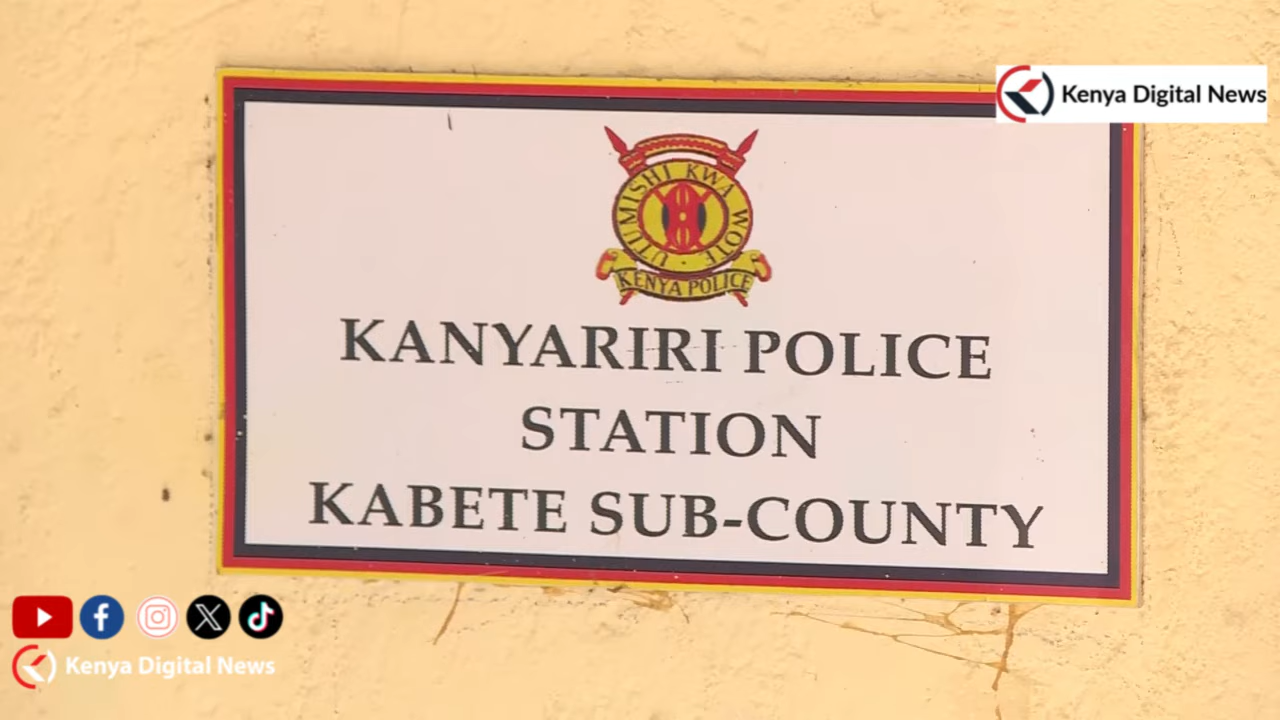 Kenya Digital News
UTUMISHI KWA WOTE
KENYA POLICE
KANYARIRI POLICE
STATION
KABETE SUB-COUNTY
Kenya Digital News